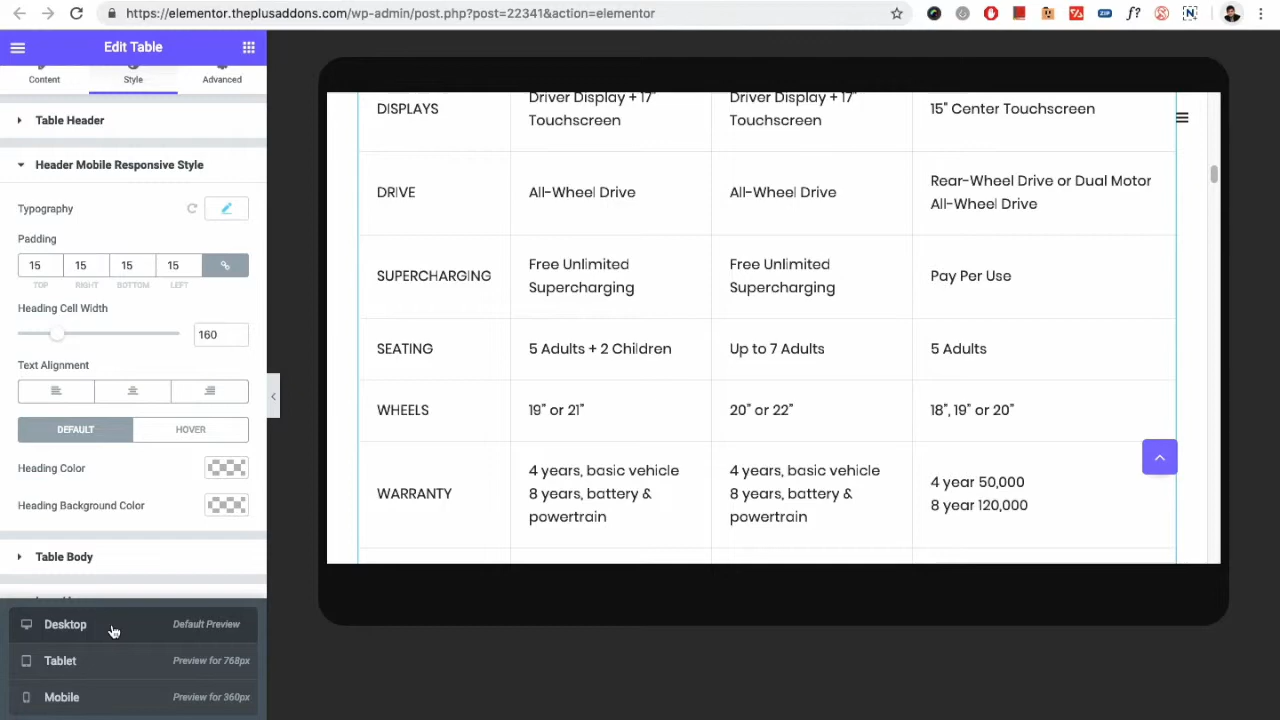 https://elementor.theplusaddons.com/wp-admin/post.php?post=22341&action=elementor
ZIP
f?
N
Edit Table
Content
Style
Advanced
Table Header
Header Mobile Responsive Style
Typography
Padding
15
15
15
15
TOP
RIGHT
BOTTOM
LEFT
Heading Cell Width
160
Text Alignment
DEFAULT
HOVER
Heading Color
Heading Background Color
Table Body
Desktop
Default Preview
Tablet
Preview for 768px
Mobile
Preview for 360px
DISPLAYS
Driver Display + 17"
Touchscreen
Driver Display + 17"
Touchscreen
15" Center Touchscreen
DRIVE
All-Wheel Drive
All-Wheel Drive
Rear-Wheel Drive or Dual Motor
All-Wheel Drive
SUPERCHARGING
Free Unlimited
Supercharging
Free Unlimited
Supercharging
Pay Per Use
SEATING
5 Adults + 2 Children
Up to 7 Adults
5 Adults
WHEELS
19” or 21”
20” or 22”
18”, 19” or 20”
WARRANTY
4 years, basic vehicle
8 years, battery &
powertrain
4 years, basic vehicle
8 years, battery &
powertrain
4 year 50,000
8 year 120,000